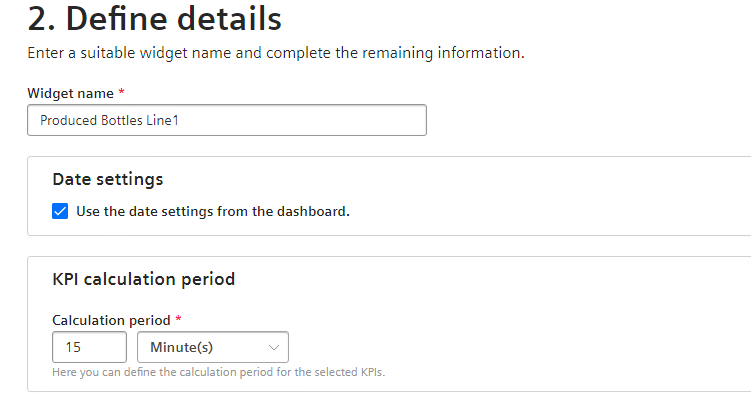 2. Define details
Enter a suitable widget name and complete the remaining information.
Widget name *
Produced Bottles Line1
Date settings
Use the date settings from the dashboard.
KPI calculation period
Calculation period *
15 Minute(s)
Here you can define the calculation period for the selected KPIs.